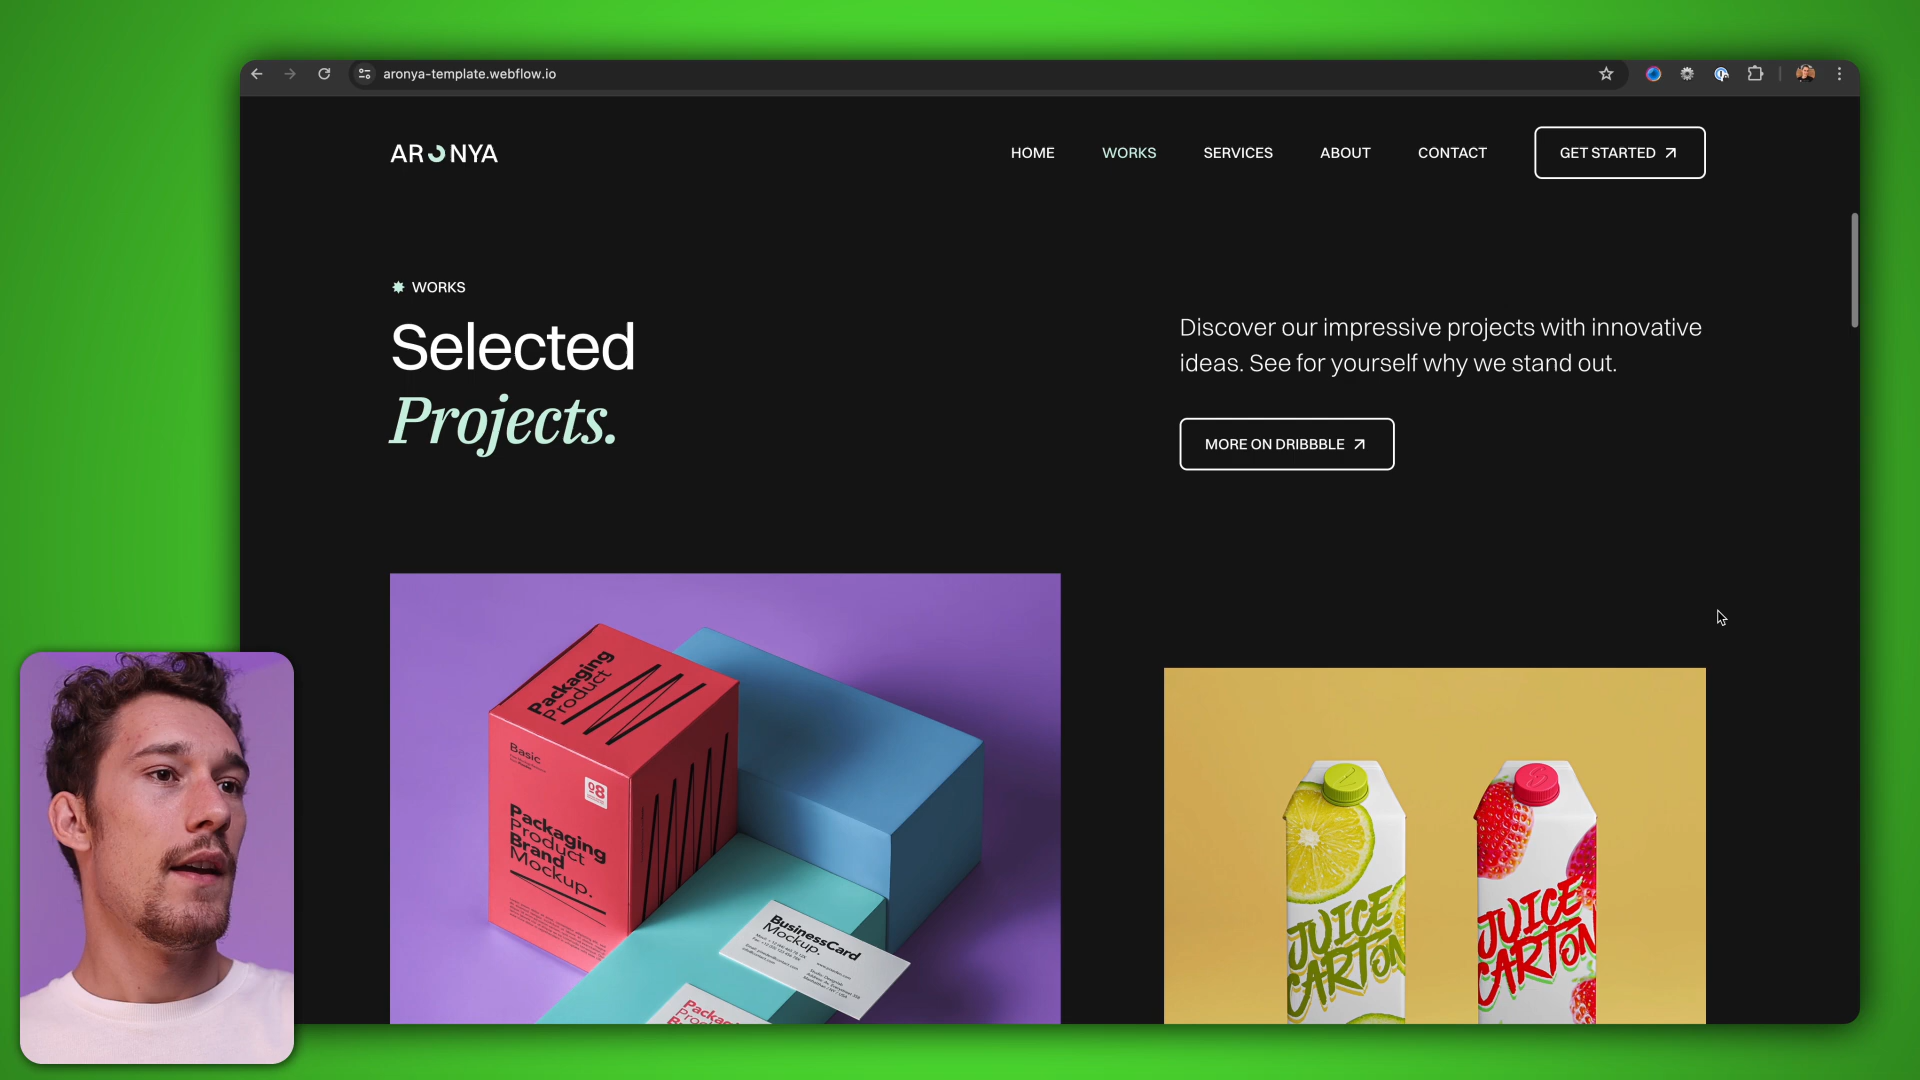 aronya-template.webflow.io
ARONYA
HOME
WORKS
SERVICES
ABOUT
CONTACT
GET STARTED
WORKS
Selected
Projects.
Discover our impressive projects with innovative
ideas. See for yourself why we stand out.
MORE ON DRIBBBLE
Packaging
Product
Basic
08
Packaging
Product
Brand
Mockup.
BusinessCard
Mockup.
JUICE
CARTON
JUICE
CARTON